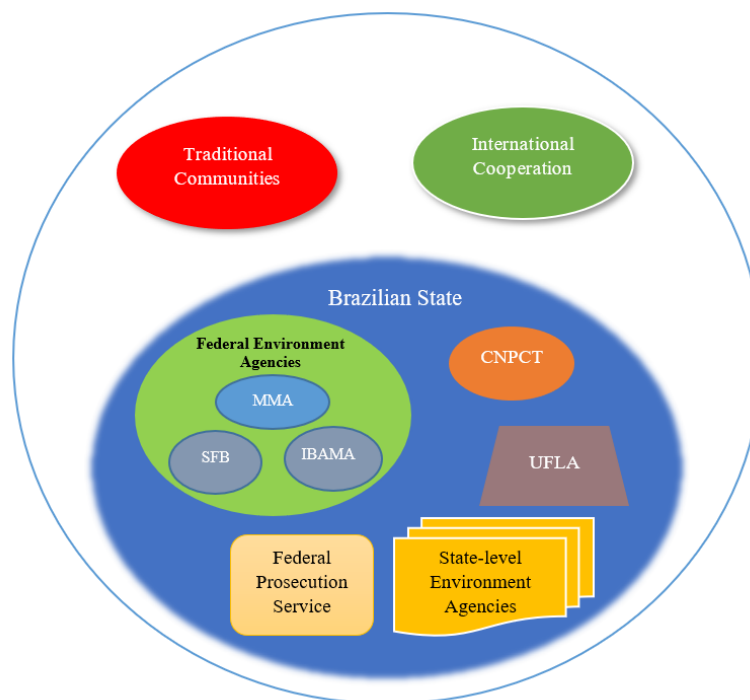 Traditional
Communities
International
Cooperation
Brazilian State
Federal Environment
Agencies
MMA
SFB
IBAMA
CNPCT
UFLA
Federal
Prosecution
Service
State-level
Environment
Agencies